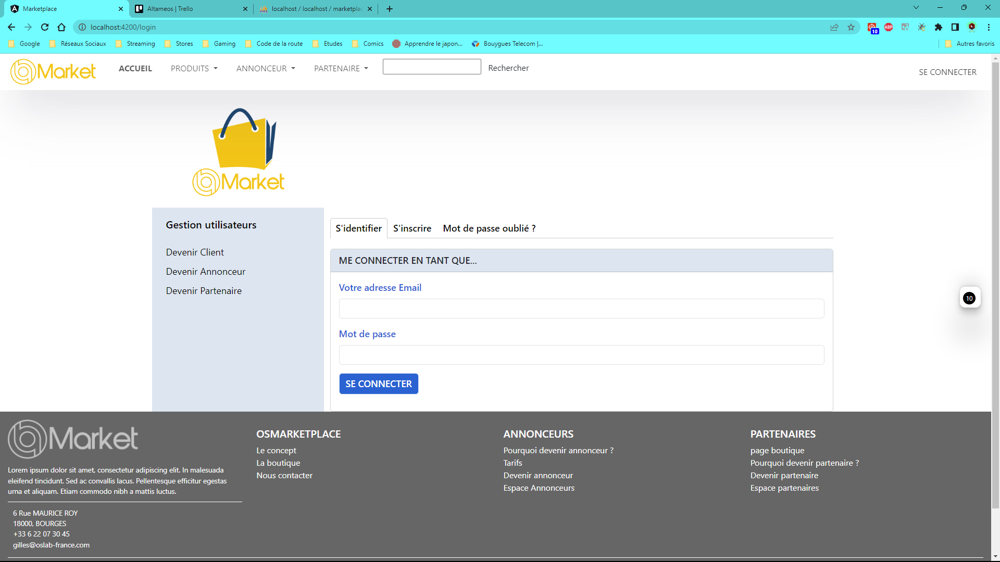 Marketplace
Altameos | Trello
localhost / localhost / marketpla
localhost:4200/login
10
ABP
Google
Réseaux Sociaux
Streaming
Stores
Gaming
Code de la route
Etudes
Comics
Apprendre le japon...
Bouygues Telecom |...
Autres favoris
Market
ACCUEIL
PRODUITS
ANNONCEUR
PARTENAIRE
Rechercher
SE CONNECTER
Market
Gestion utilisateurs
Devenir Client
Devenir Annonceur
Devenir Partenaire
S'identifier
S'inscrire
Mot de passe oublié ?
ME CONNECTER EN TANT QUE...
Votre adresse Email
Mot de passe
SE CONNECTER
10
Market
Lorem ipsum dolor sit amet, consectetur adipiscing elit. In malesuada
eleifend tincidunt. Sed ac convallis lacus. Pellentesque efficitur egestas
urna et aliquam. Etiam commodo nibh a mattis luctus.
6 Rue MAURICE ROY
18000, BOURGES
+33 6 22 07 30 45
gilles@oslab-france.com
OSMARKETPLACE
Le concept
La boutique
Nous contacter
ANNONCEURS
Pourquoi devenir annonceur ?
Tarifs
Devenir annonceur
Espace Annonceurs
PARTENAIRES
page boutique
Pourquoi devenir partenaire ?
Devenir partenaire
Espace partenaires